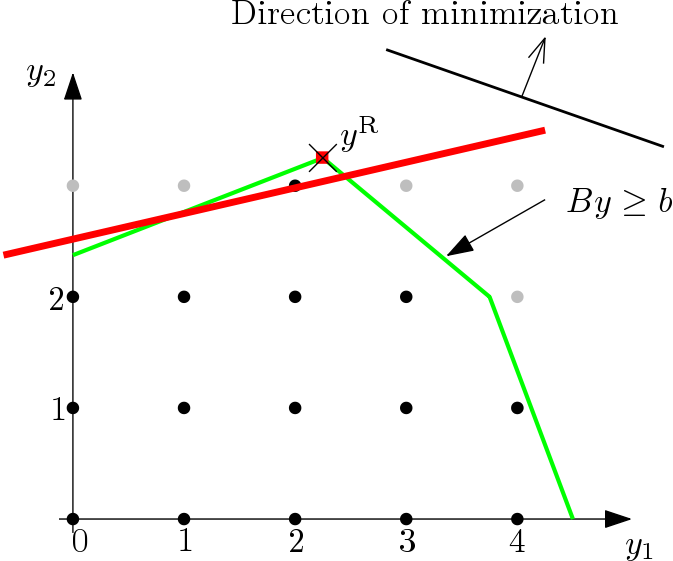 Direction of minimization
y₂
yᴿ
By ≥ b
2
1
0 1 2 3 4
y₁